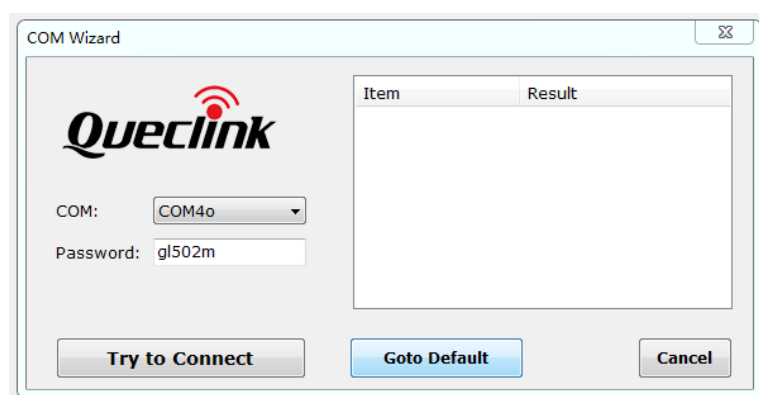 COM Wizard
Queclink
Item Result
COM: COM4o
Password: gl502m
Try to Connect Goto Default Cancel